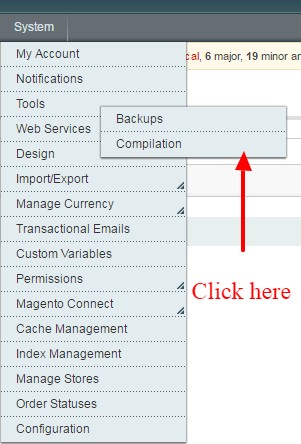 System
My Account
cal, 6 major, 19 minor an
Notifications
Tools
Backups
Web Services
Compilation
Design
Import/Export
Manage Currency
Transactional Emails
Custom Variables
Permissions
Click here
Magento Connect
Cache Management
Index Management
Manage Stores
Order Statuses
Configuration